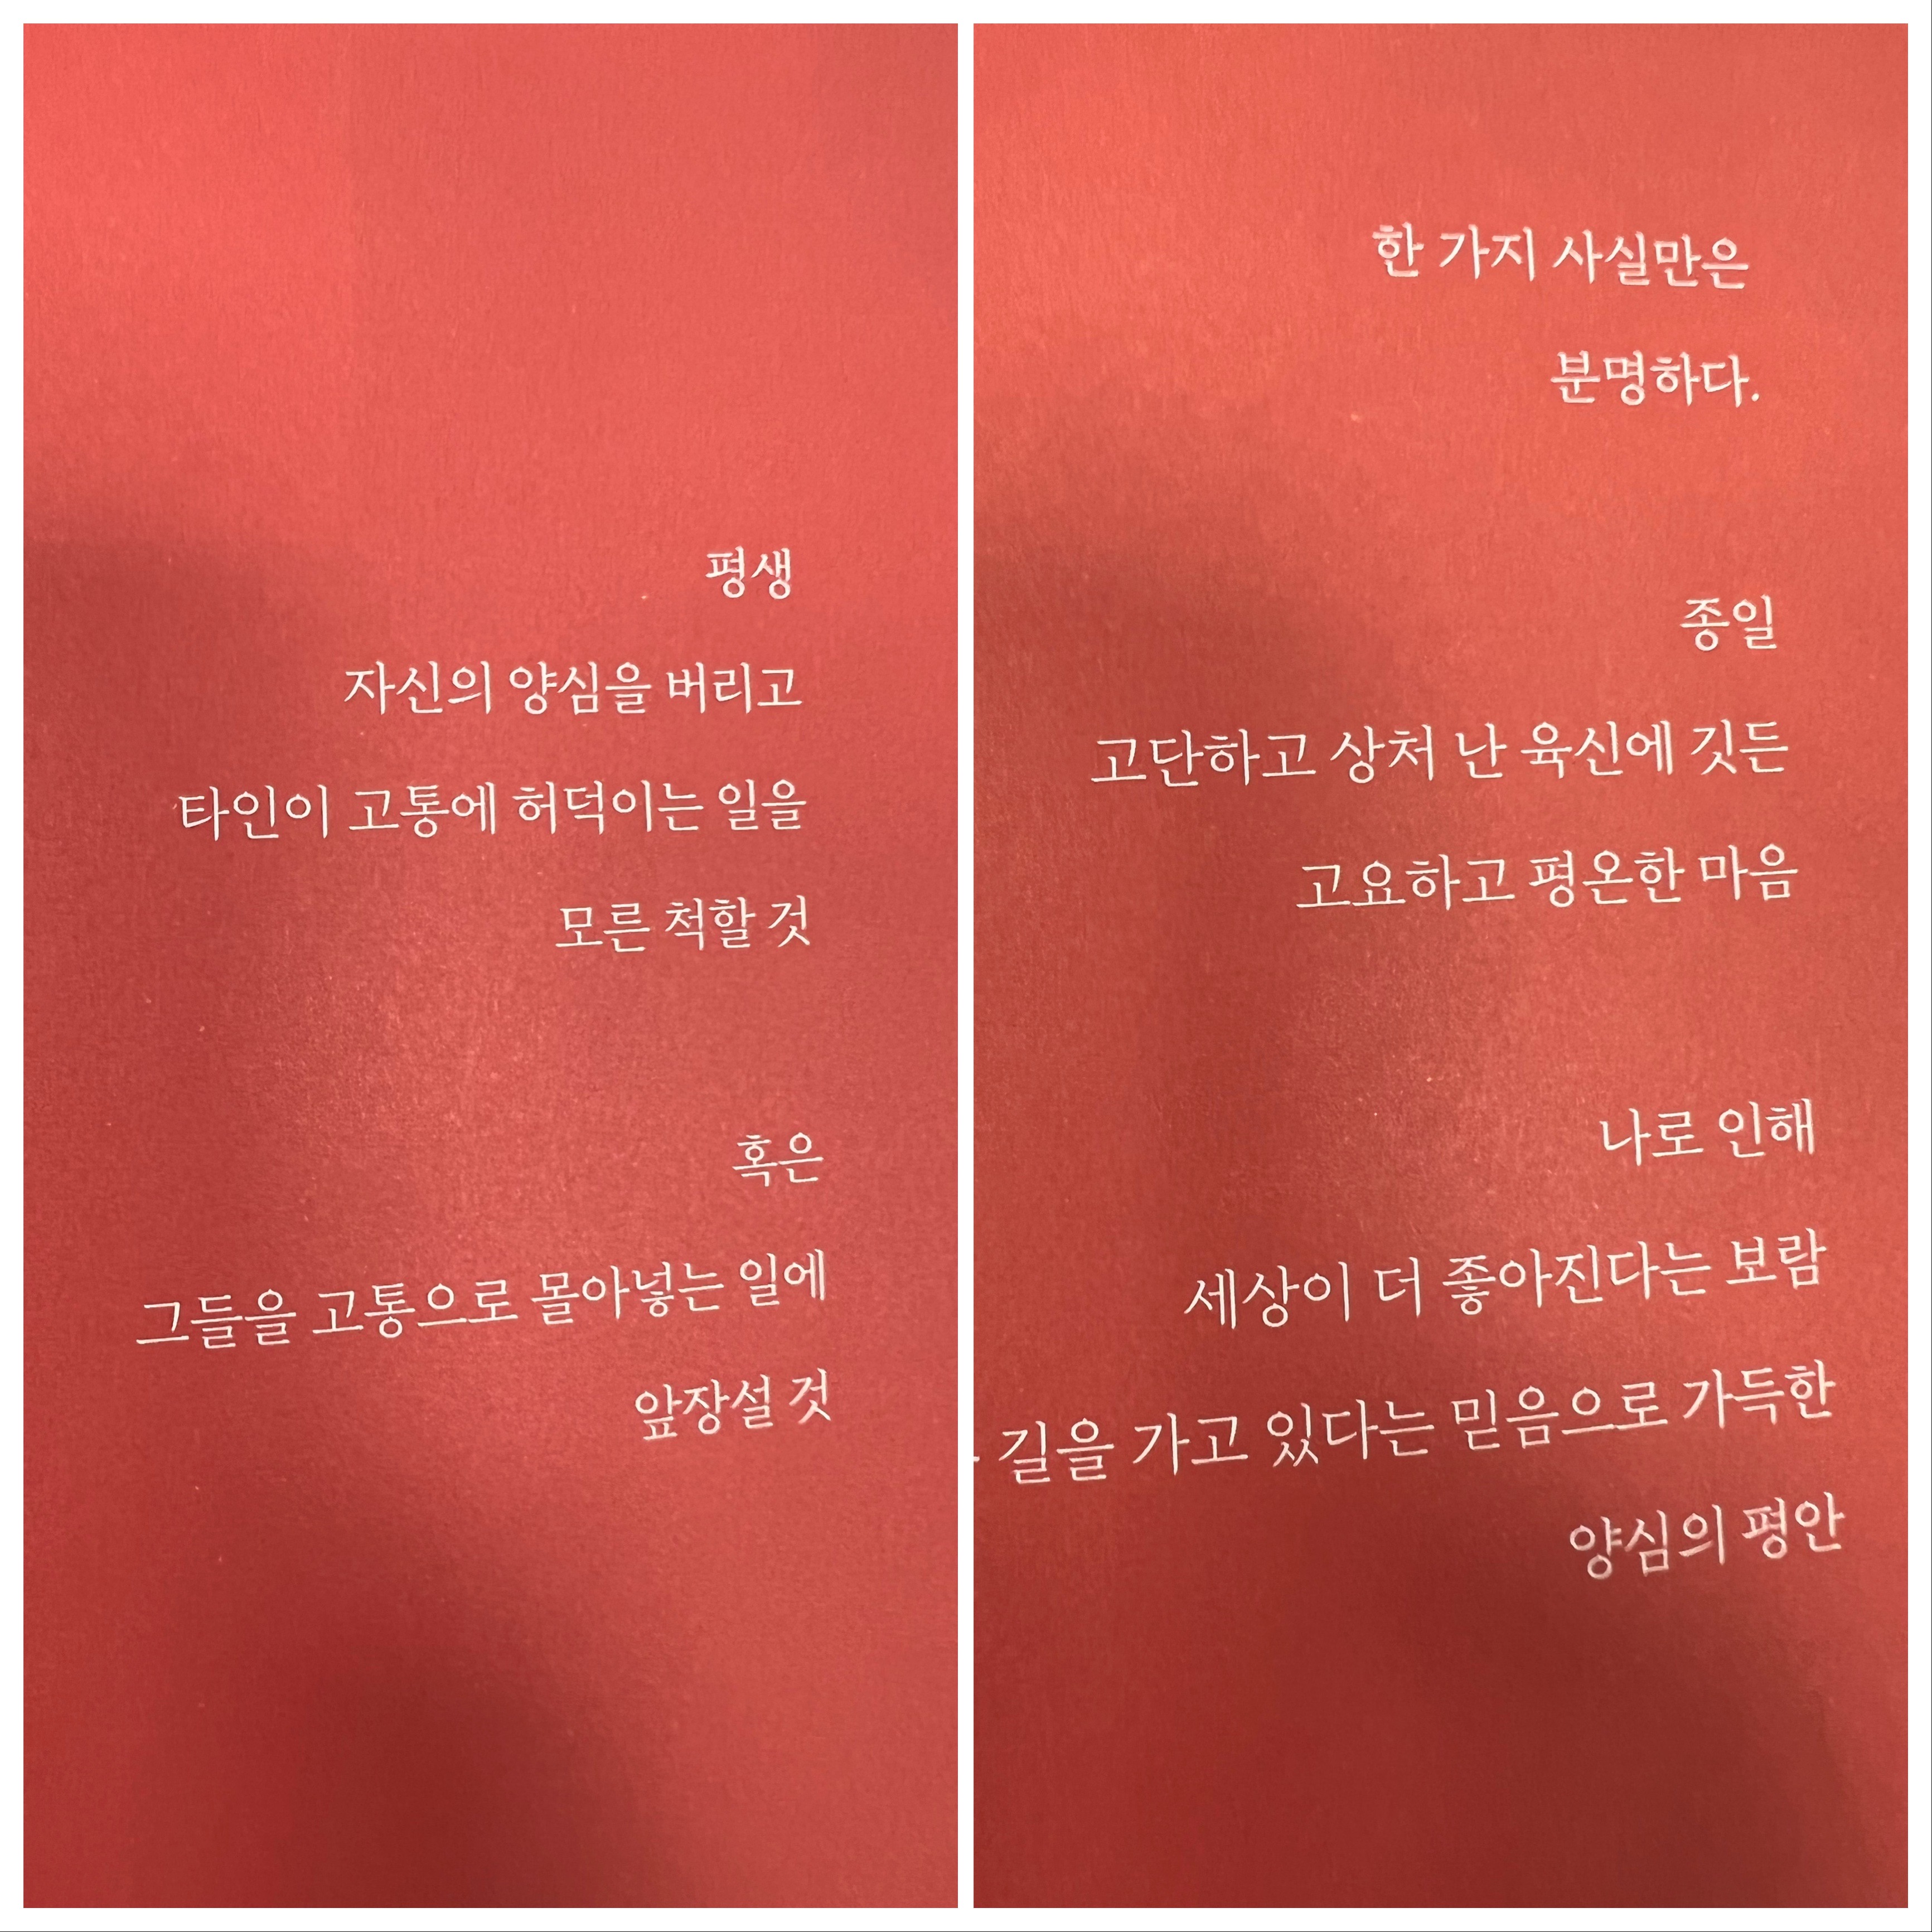 평생
자신의 양심을 버리고
타인이 고통에 허덕이는 일을
모른 척할 것
혹은
그들을 고통으로 몰아넣는 일에
앞장설 것
한 가지 사실만은
분명하다.
종일
고단하고 상처 난 육신에 깃든
고요하고 평온한 마음
나로 인해
세상이 더 좋아진다는 보람
길을 가고 있다는 믿음으로 가득한
양심의 평안